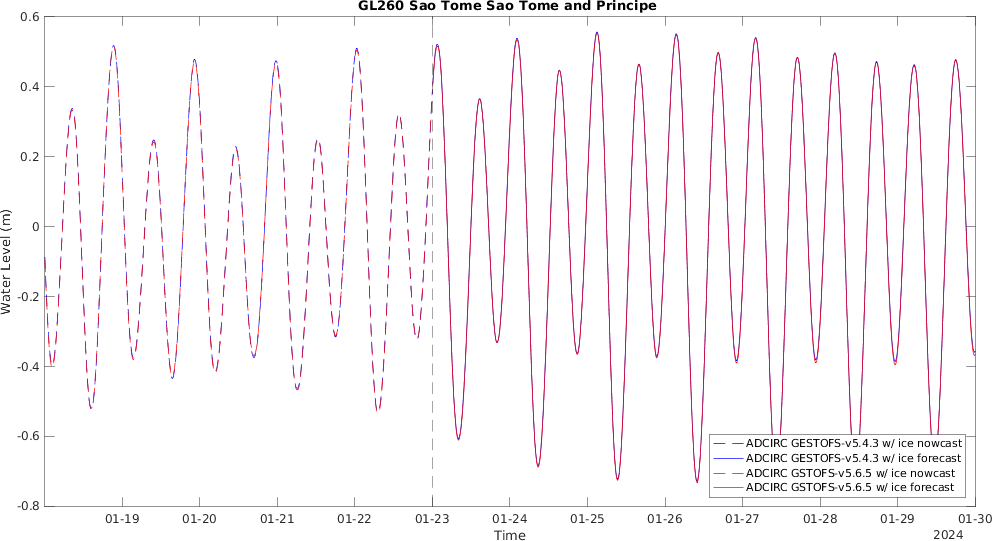 GL260 Sao Tome Sao Tome and Principe
0.6
0.4
0.2
0
-0.2
-0.4
-0.6
-0.8
Water Level (m)
ADCIRC GESTOFS-v5.4.3 w/ ice nowcast
ADCIRC GESTOFS-v5.4.3 w/ ice forecast
ADCIRC GSTOFS-v5.6.5 w/ ice nowcast
ADCIRC GSTOFS-v5.6.5 w/ ice forecast
01-19 01-20 01-21 01-22 01-23 01-24 01-25 01-26 01-27 01-28 01-29 01-30
Time
2024